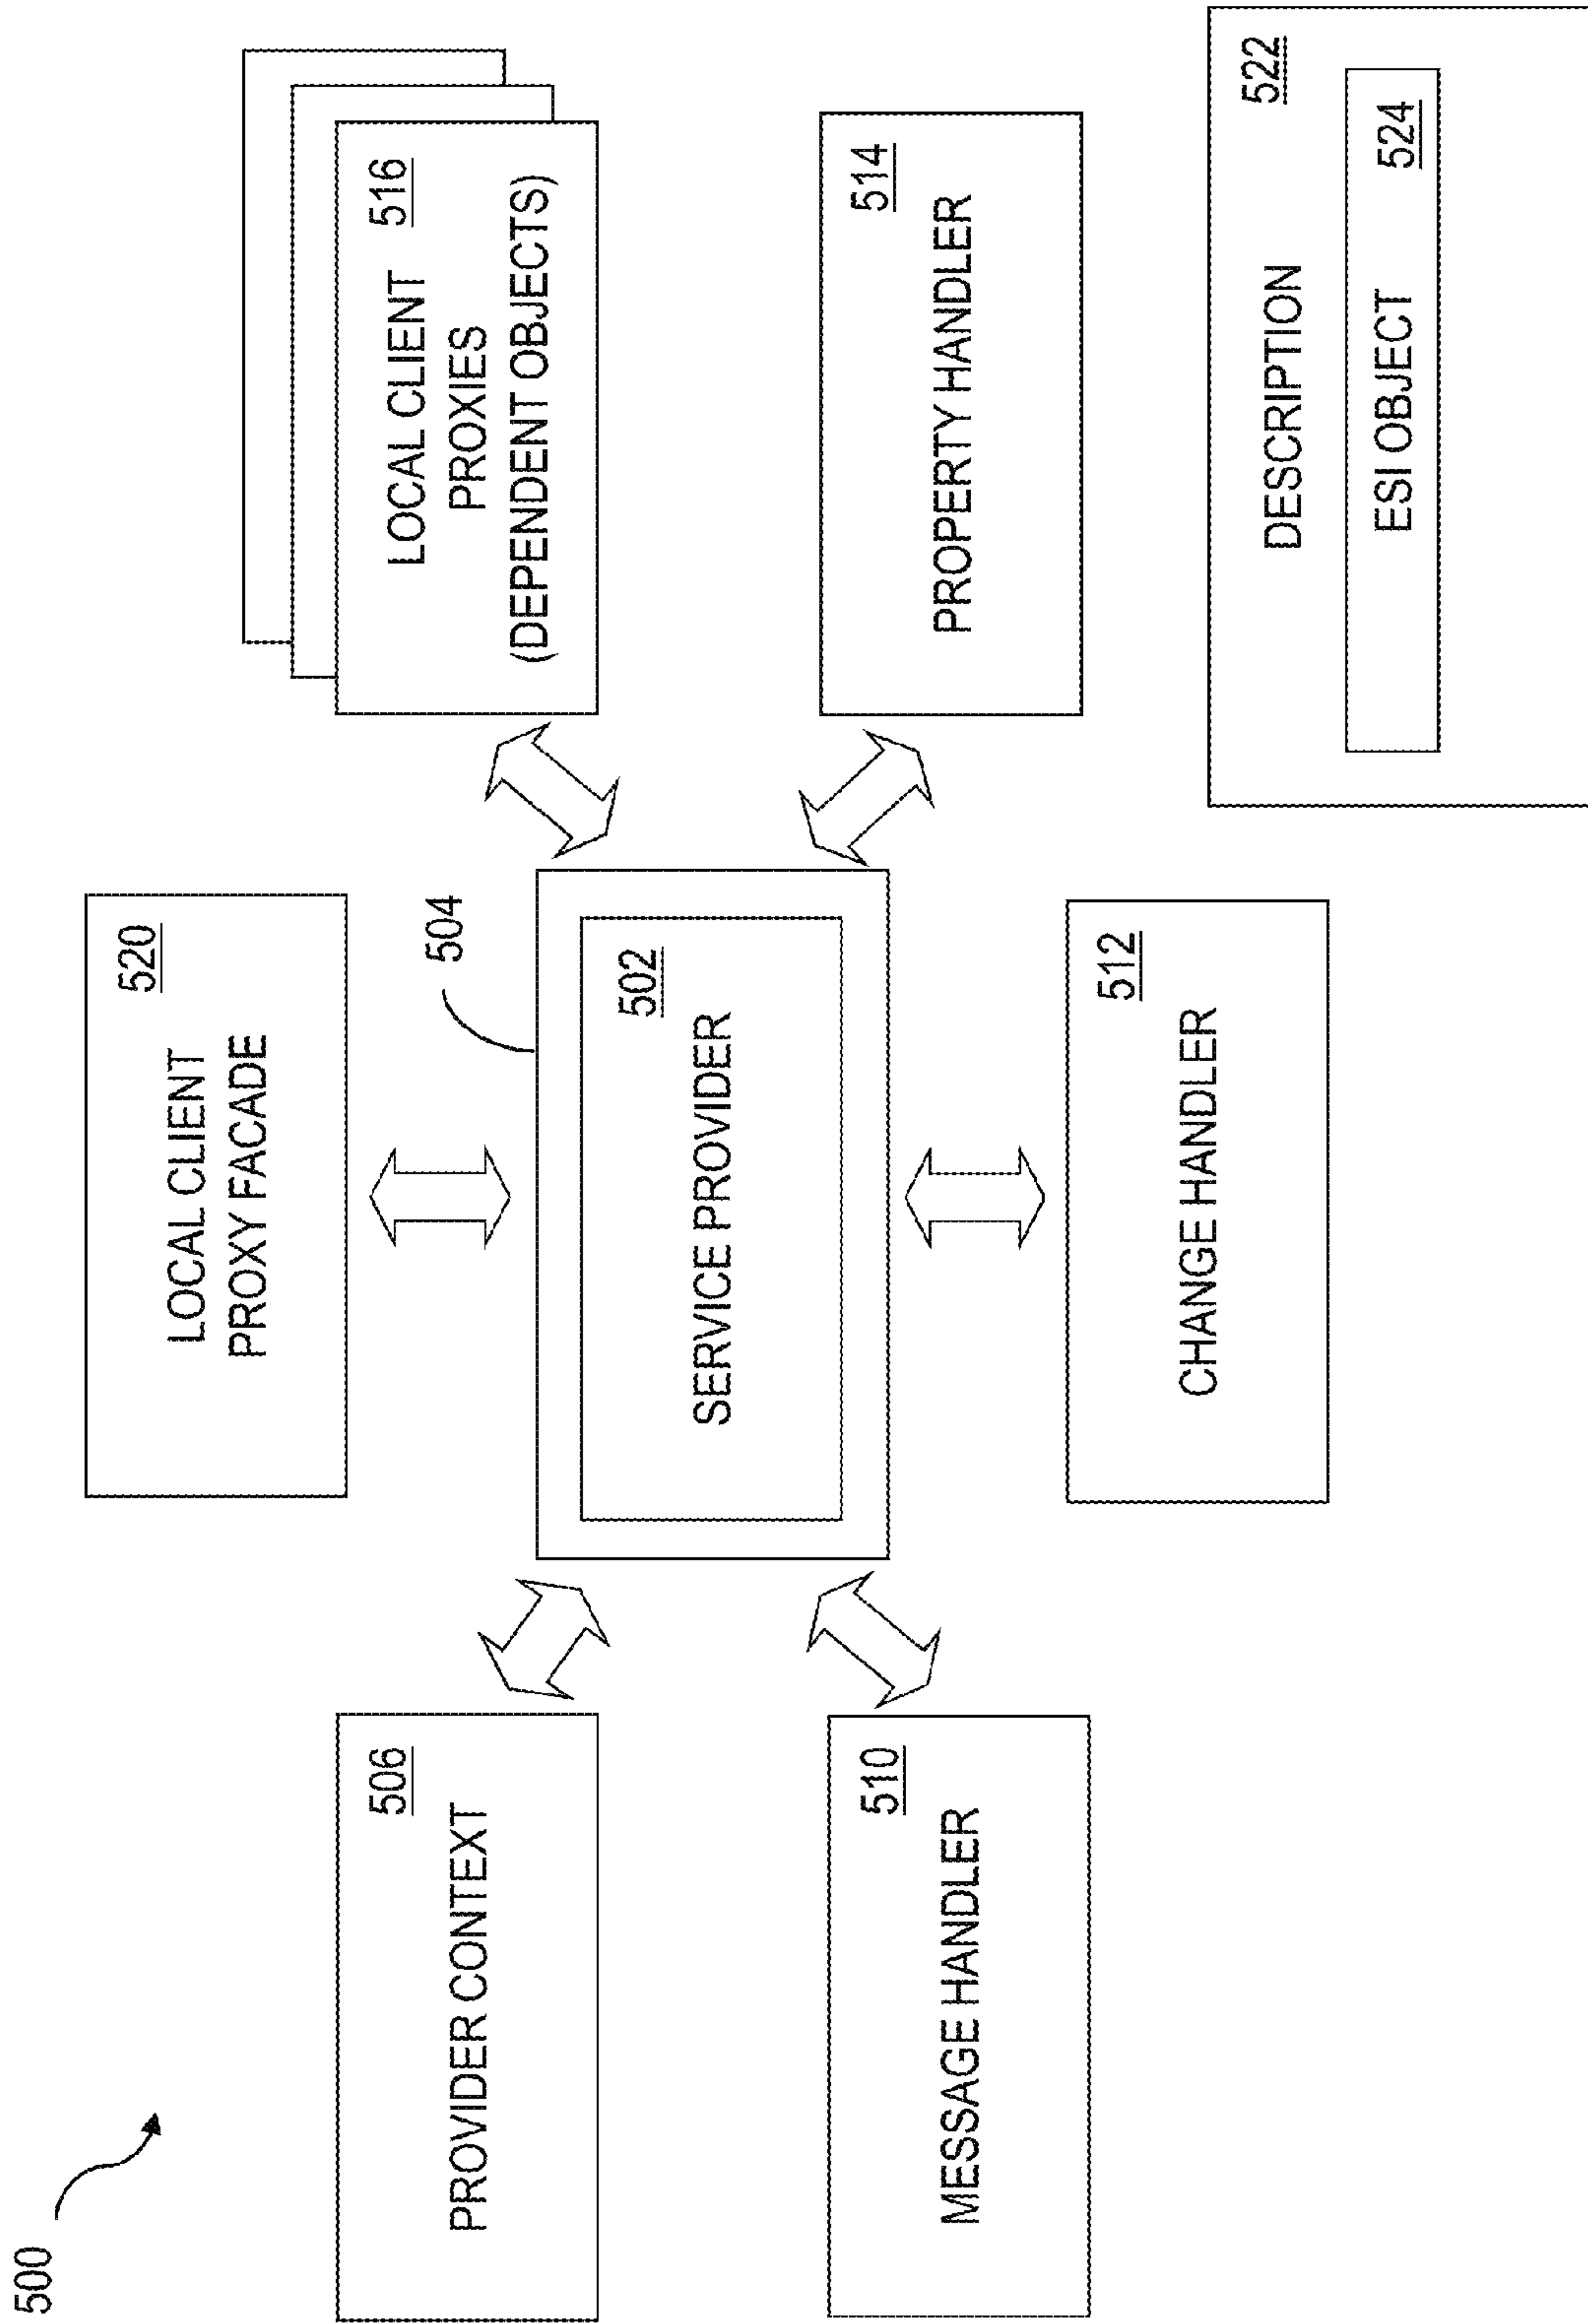 500
LOCAL CLIENT
PROXY FACADE
520
504
PROVIDER CONTEXT
506
SERVICE PROVIDER
502
LOCAL CLIENT
PROXIES
(DEPENDENT OBJECTS)
516
MESSAGE HANDLER
510
CHANGE HANDLER
512
PROPERTY HANDLER
514
DESCRIPTION
522
ESI OBJECT
524